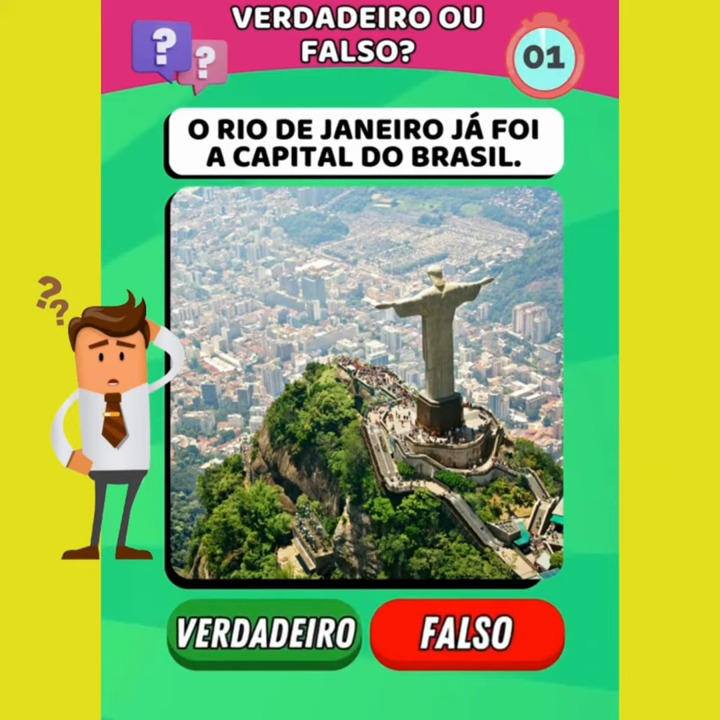 VERDADEIRO OU
FALSO?
01
O RIO DE JANEIRO JÁ FOI
A CAPITAL DO BRASIL.
VERDADEIRO
FALSO